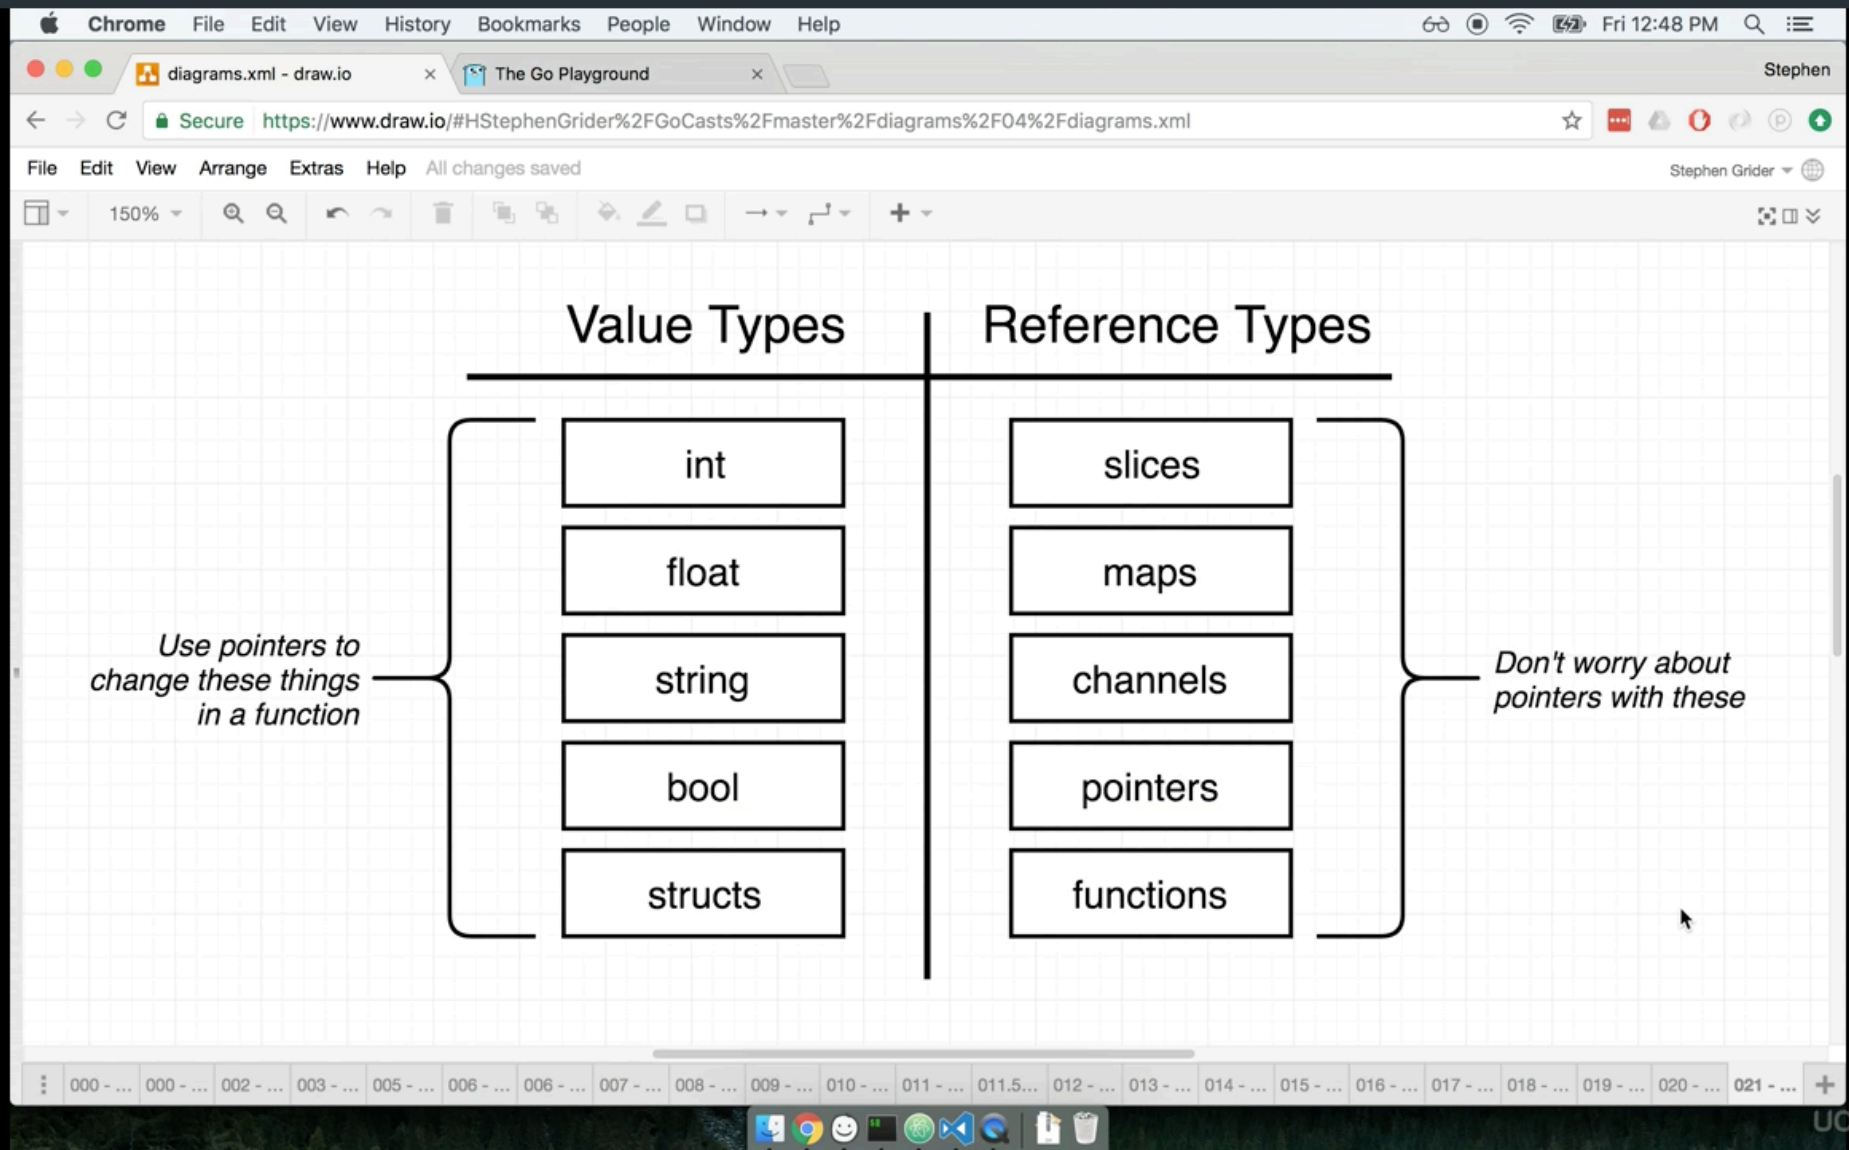 Chrome File Edit View History Bookmarks People Window Help Fri 12:48 PM
diagrams.xml - draw.io The Go Playground Stephen
Secure https://www.draw.io/#HStephenGrider%2FGoCasts%2Fmaster%2Fdiagrams%2F04%2Fdiagrams.xml
File Edit View Arrange Extras Help All changes saved Stephen Grider
150%
Value Types Reference Types
int slices
float maps
Use pointers to
change these things
in a function
string channels
Don't worry about
pointers with these
bool pointers
structs functions
000 - ... 000 - ... 002 - ... 003 - ... 005 - ... 006 - ... 006 - ... 007 - ... 008 - ... 009 - ... 010 - ... 011 - ... 011.5... 012 - ... 013 - ... 014 - ... 015 - ... 016 - ... 017 - ... 018 - ... 019 - ... 020 - ... 021 - ...